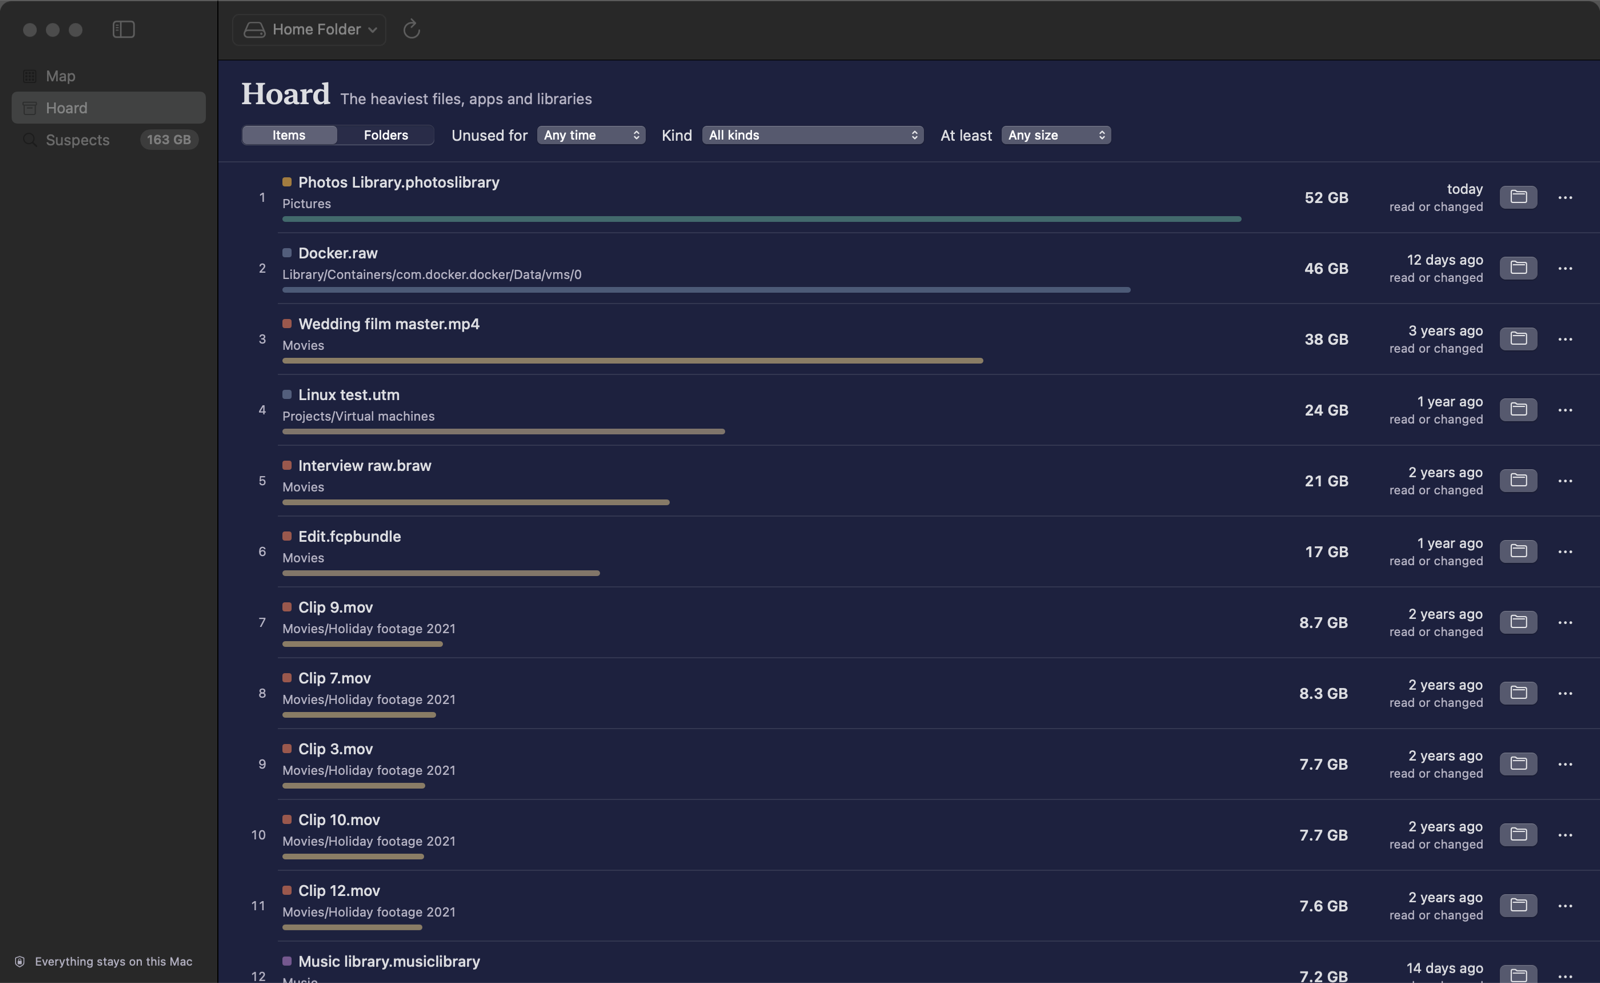 Home Folder
Map
Hoard
Suspects 163 GB
Everything stays on this Mac
Hoard The heaviest files, apps and libraries
Items Folders Unused for Any time Kind All kinds At least Any size
1 Photos Library.photoslibrary 52 GB today
Pictures read or changed
2 Docker.raw 46 GB 12 days ago
Library/Containers/com.docker.docker/Data/vms/0 read or changed
3 Wedding film master.mp4 38 GB 3 years ago
Movies read or changed
4 Linux test.utm 24 GB 1 year ago
Projects/Virtual machines read or changed
5 Interview raw.braw 21 GB 2 years ago
Movies read or changed
6 Edit.fcpbundle 17 GB 1 year ago
Movies read or changed
7 Clip 9.mov 8.7 GB 2 years ago
Movies/Holiday footage 2021 read or changed
8 Clip 7.mov 8.3 GB 2 years ago
Movies/Holiday footage 2021 read or changed
9 Clip 3.mov 7.7 GB 2 years ago
Movies/Holiday footage 2021 read or changed
10 Clip 10.mov 7.7 GB 2 years ago
Movies/Holiday footage 2021 read or changed
11 Clip 12.mov 7.6 GB 2 years ago
Movies/Holiday footage 2021 read or changed
12 Music library.musiclibrary 7.2 GB 14 days ago
Music